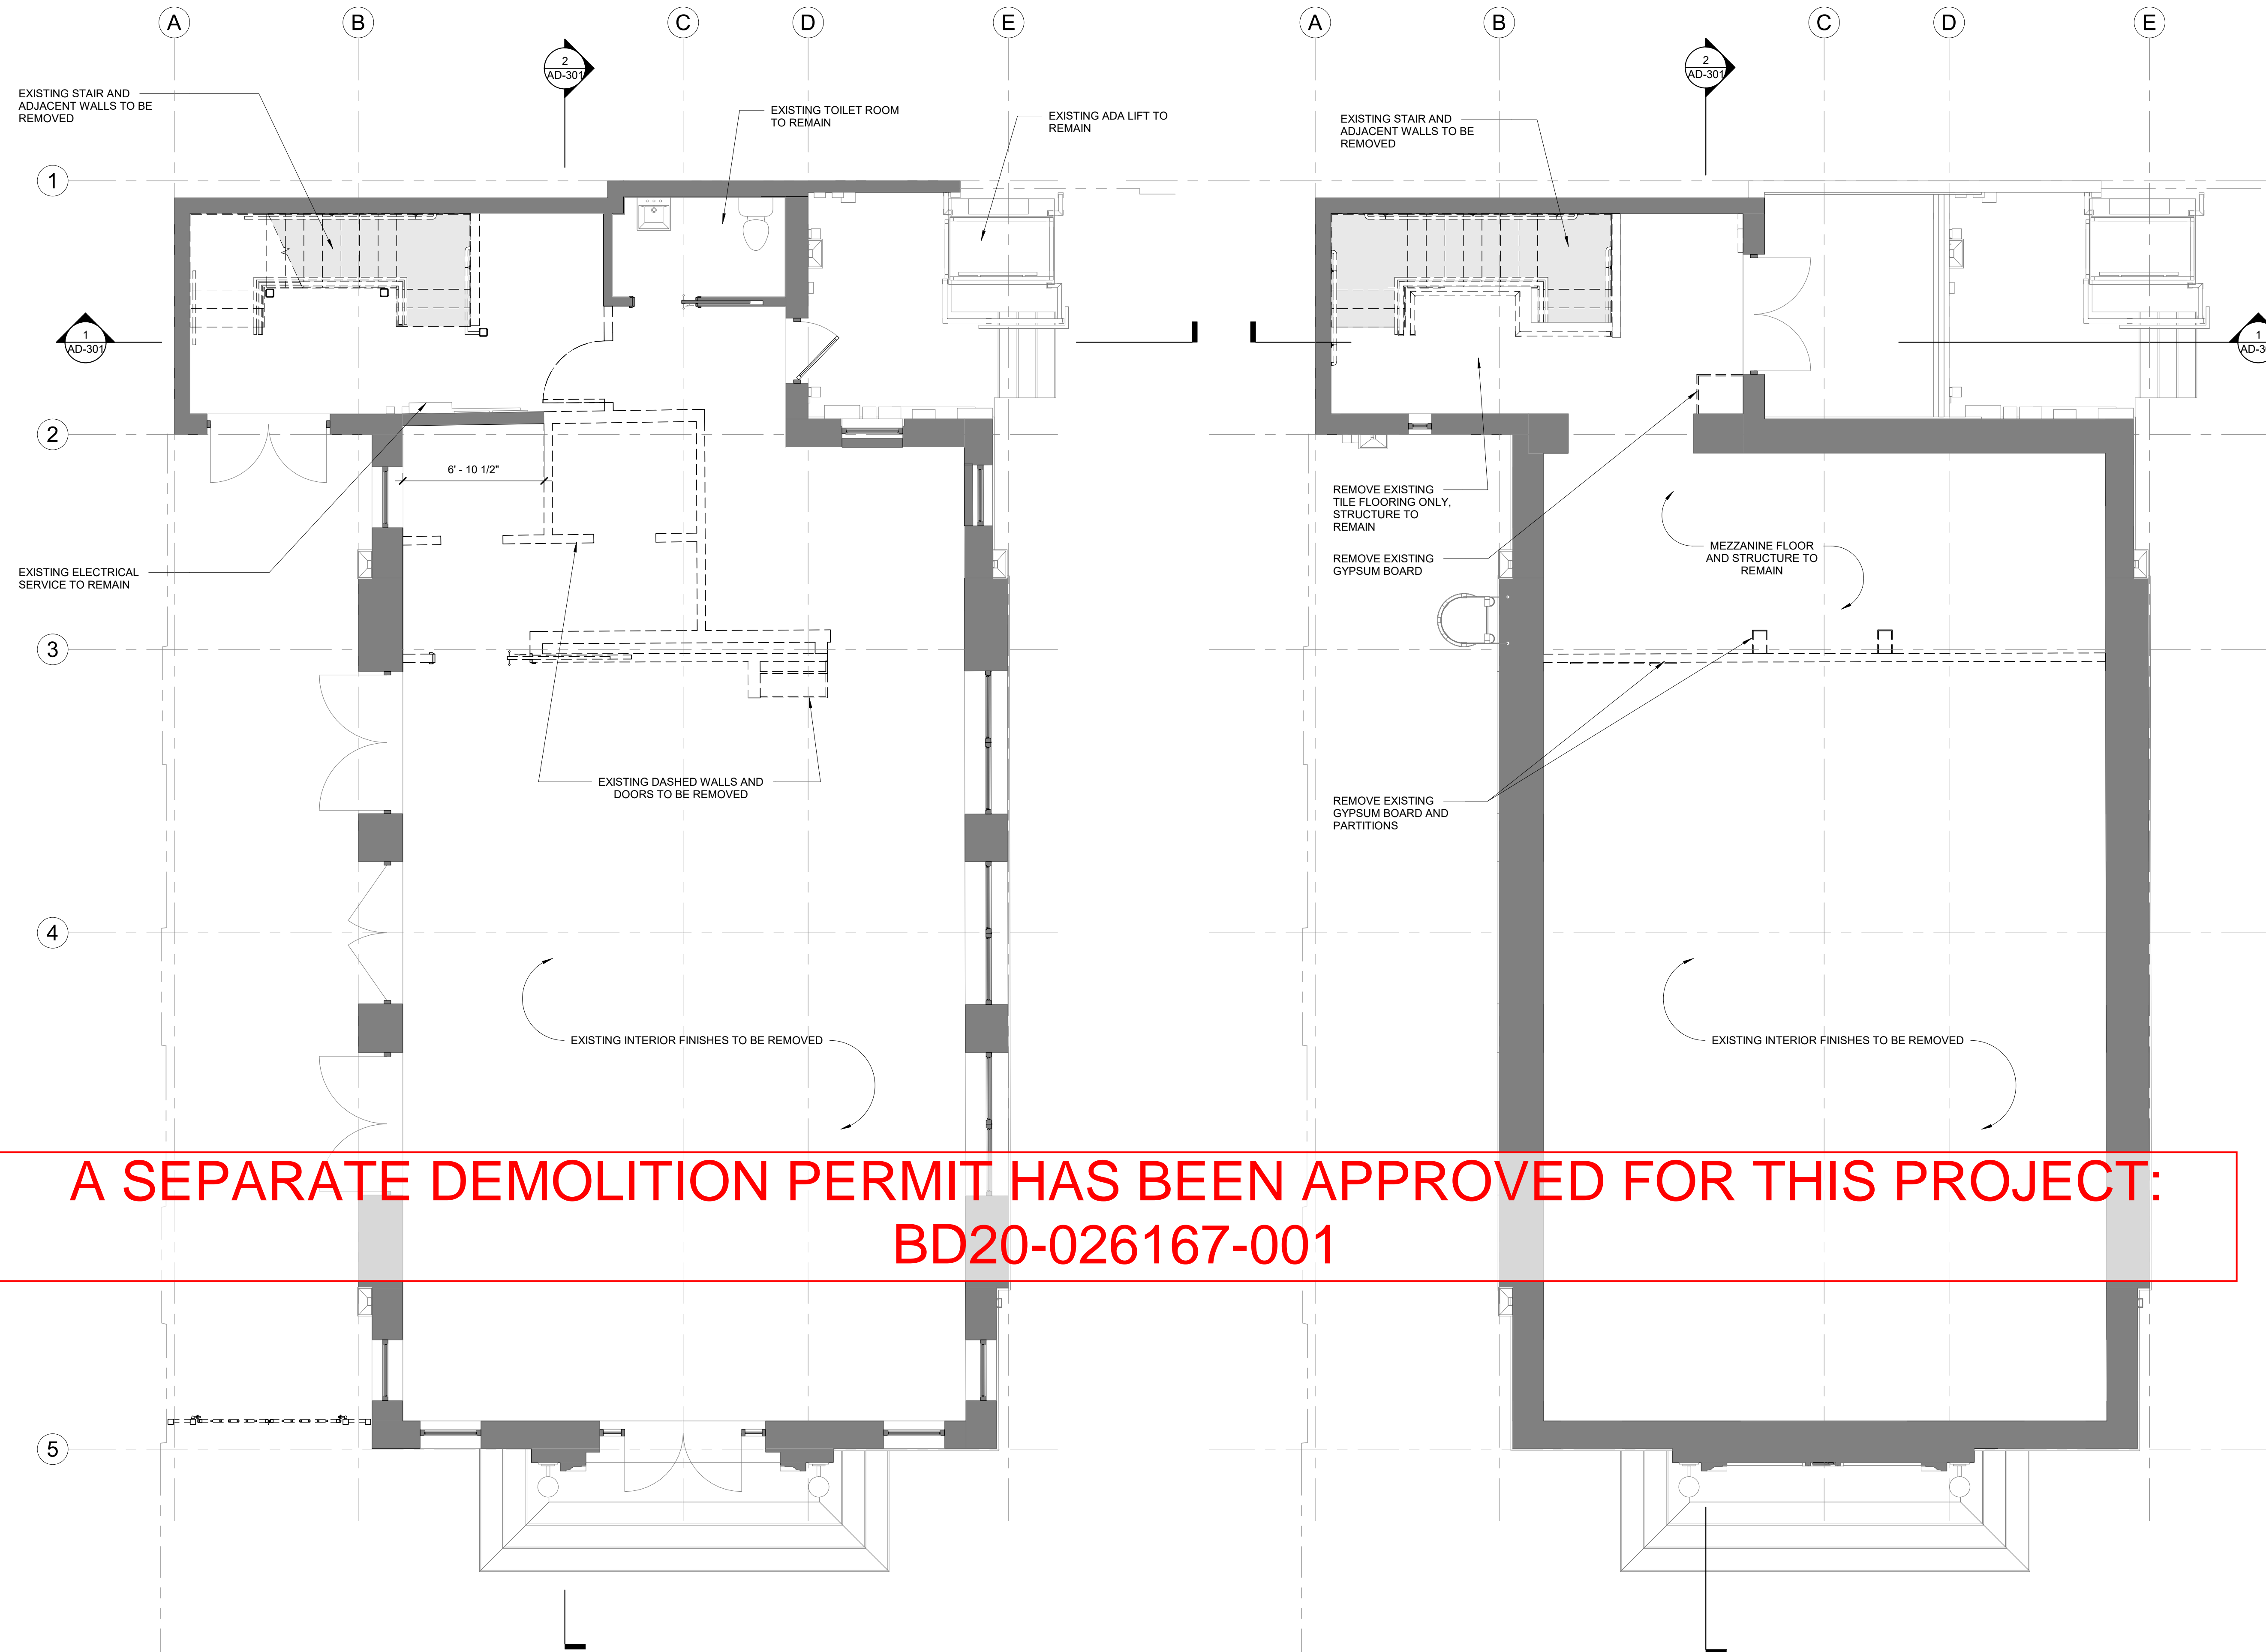 A
B
C
D
E
A
B
C
D
E
2
AD-301
2
AD-301
EXISTING STAIR AND
ADJACENT WALLS TO BE
REMOVED
EXISTING TOILET ROOM
TO REMAIN
EXISTING ADA LIFT TO
REMAIN
EXISTING STAIR AND
ADJACENT WALLS TO BE
REMOVED
1
1
AD-301
1
AD-30
2
6' - 10 1/2"
EXISTING ELECTRICAL
SERVICE TO REMAIN
REMOVE EXISTING
TILE FLOORING ONLY,
STRUCTURE TO
REMAIN
REMOVE EXISTING
GYPSUM BOARD
MEZZANINE FLOOR
AND STRUCTURE TO
REMAIN
3
EXISTING DASHED WALLS AND
DOORS TO BE REMOVED
REMOVE EXISTING
GYPSUM BOARD AND
PARTITIONS
4
EXISTING INTERIOR FINISHES TO BE REMOVED
EXISTING INTERIOR FINISHES TO BE REMOVED
A SEPARATE DEMOLITION PERMIT HAS BEEN APPROVED FOR THIS PROJECT:
BD20-026167-001
5